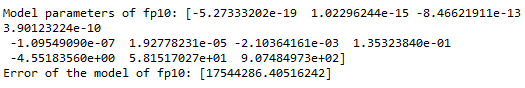 Model parameters of fp10: [-5.27333202e-19  1.02296244e-15 -8.46621911e-13
3.90123224e-10
 -1.09549090e-07  1.92778231e-05 -2.10364161e-03  1.35323840e-01
 -4.55183560e+00  5.81517027e+01  9.07484973e+02]
Error of the model of fp10: [17544286.40516242]